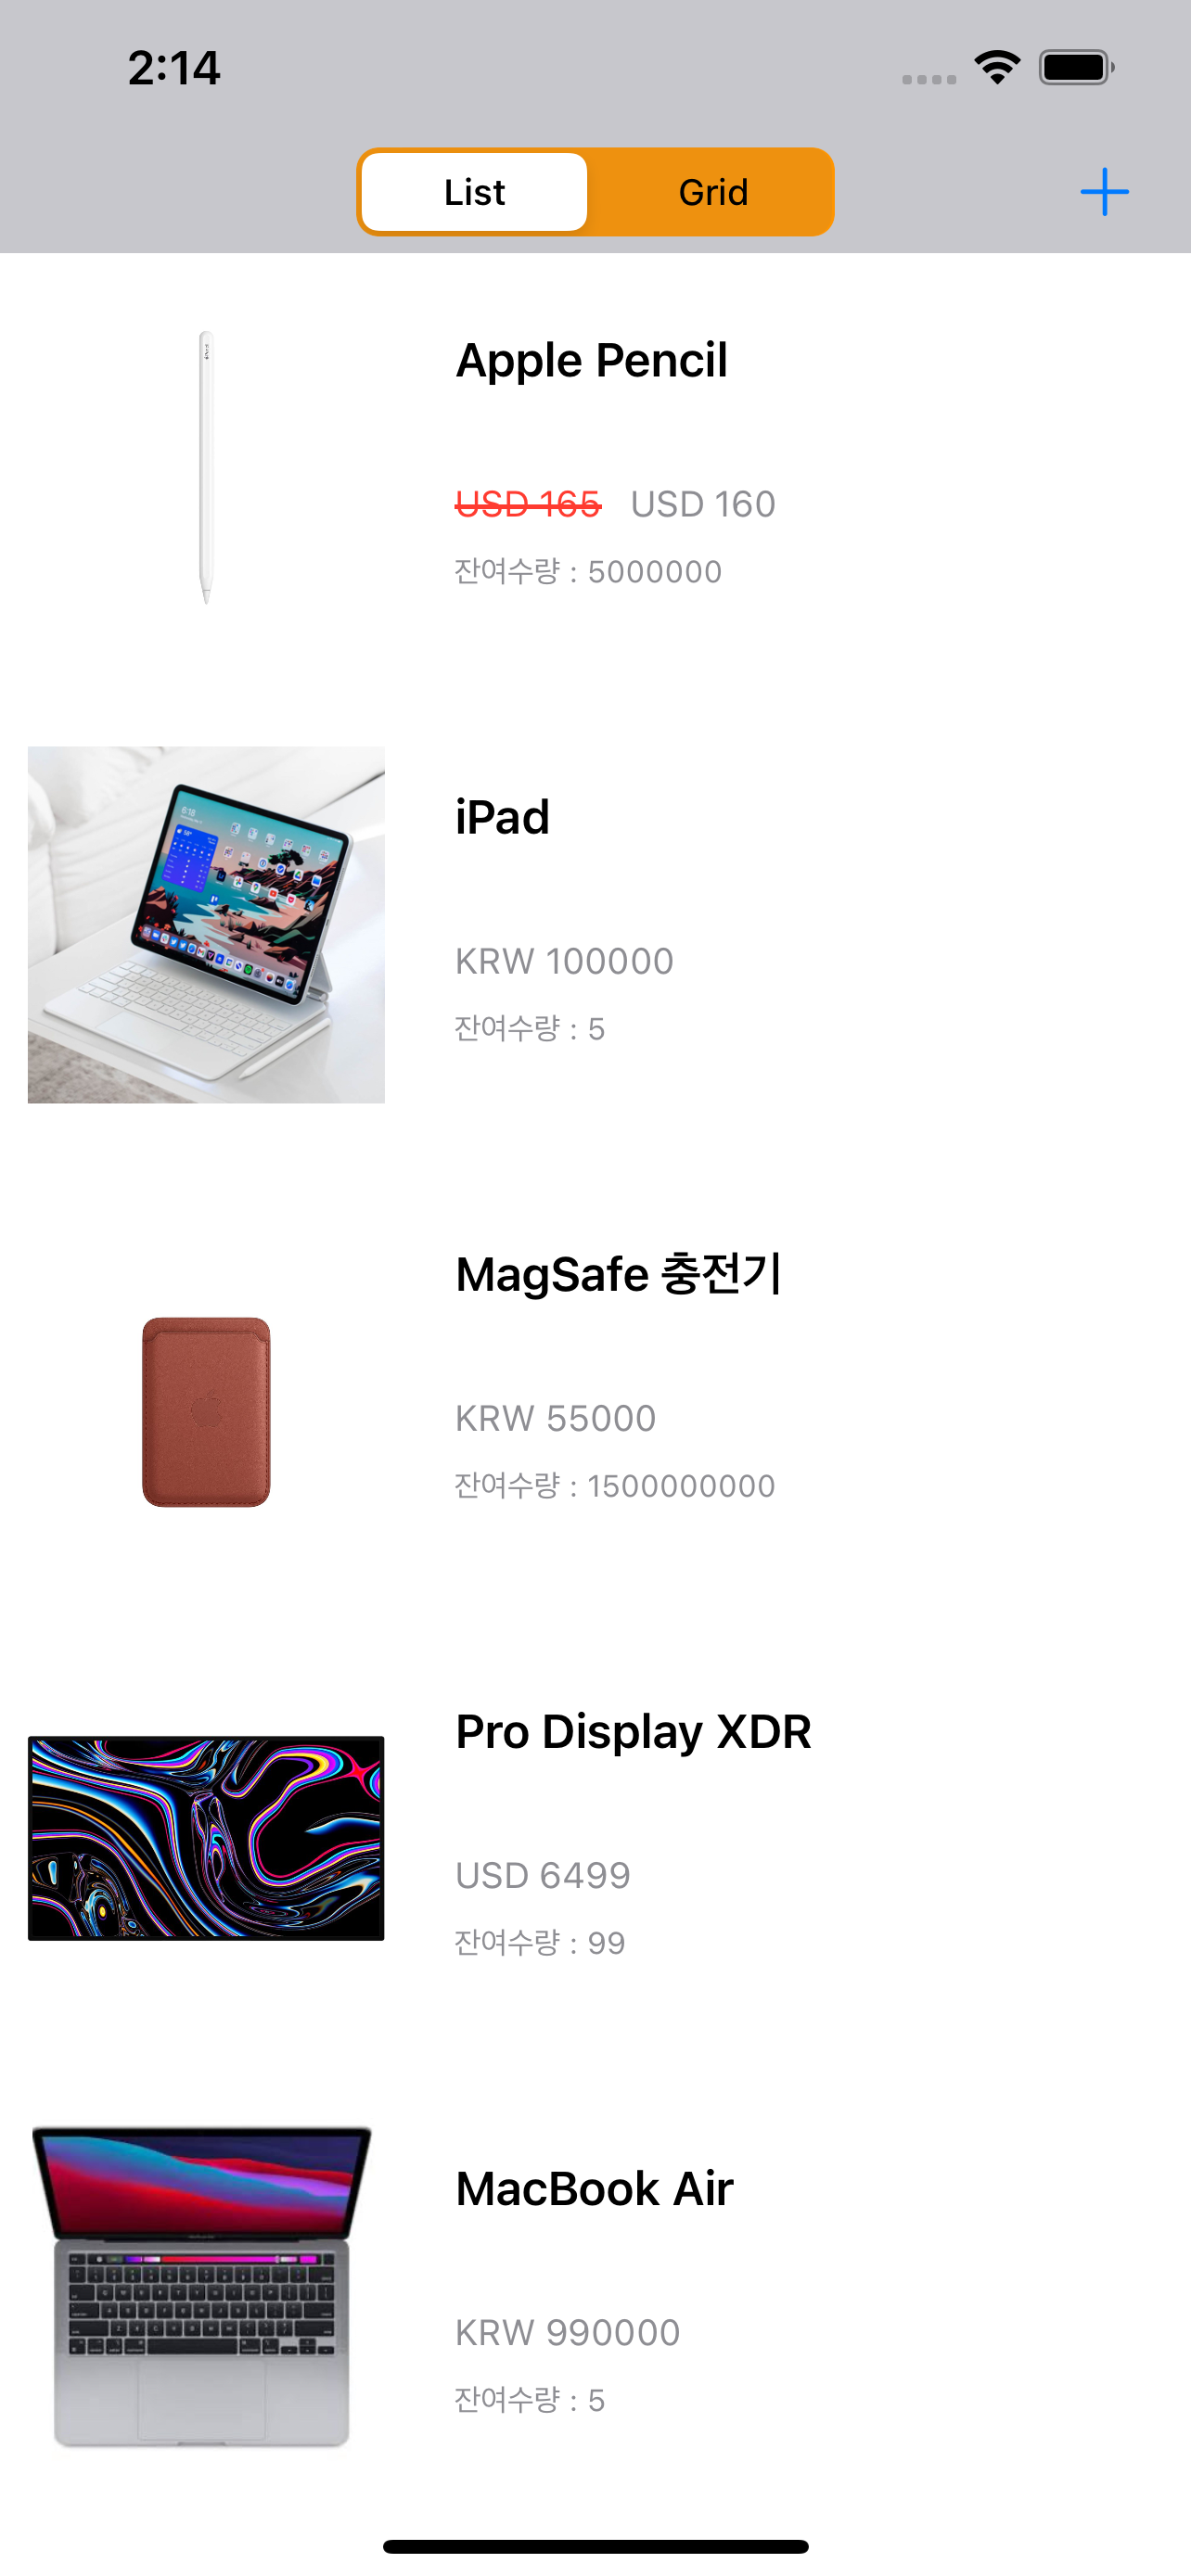 2:14
List Grid
Apple Pencil
USD 165 USD 160
잔여수량 : 5000000
6:18
iPad
KRW 100000
잔여수량 : 5
MagSafe 충전기
KRW 55000
잔여수량 : 1500000000
Pro Display XDR
USD 6499
잔여수량 : 99
MacBook Air
KRW 990000
잔여수량 : 5